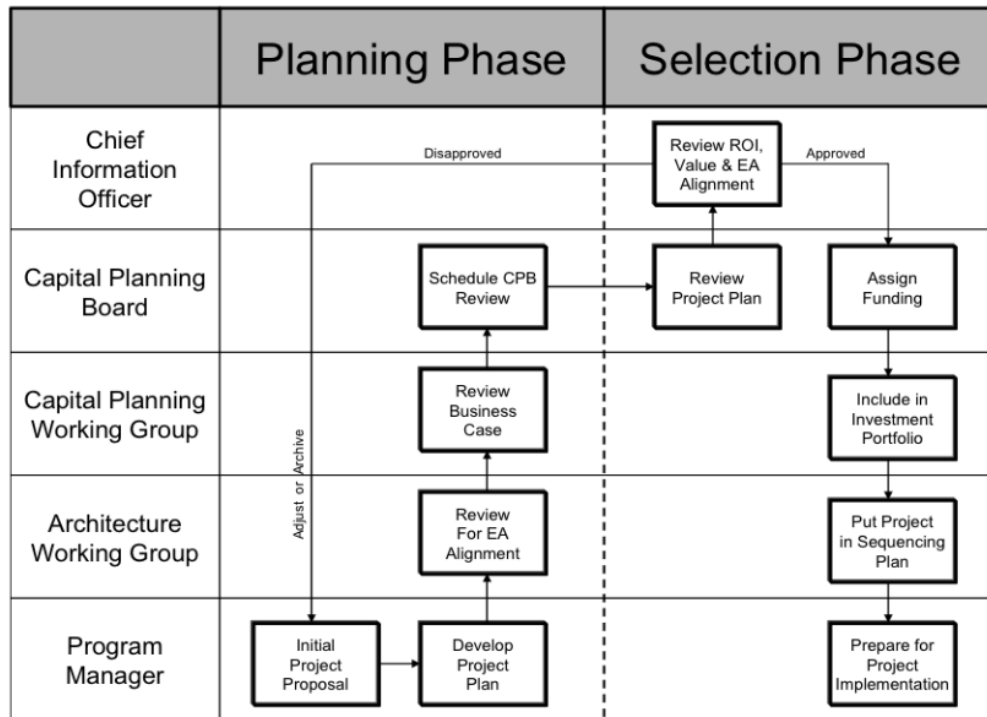 Planning Phase
Selection Phase
Chief
Information
Officer
Disapproved
Review ROI,
Value & EA
Alignment
Approved
Capital Planning
Board
Schedule CPB
Review
Review
Project Plan
Assign
Funding
Capital Planning
Working Group
Review
Business
Case
Include in
Investment
Portfolio
Adjust or Archive
Architecture
Working Group
Review
For EA
Alignment
Put Project
in Sequencing
Plan
Program
Manager
Initial
Project
Proposal
Develop
Project
Plan
Prepare for
Project
Implementation